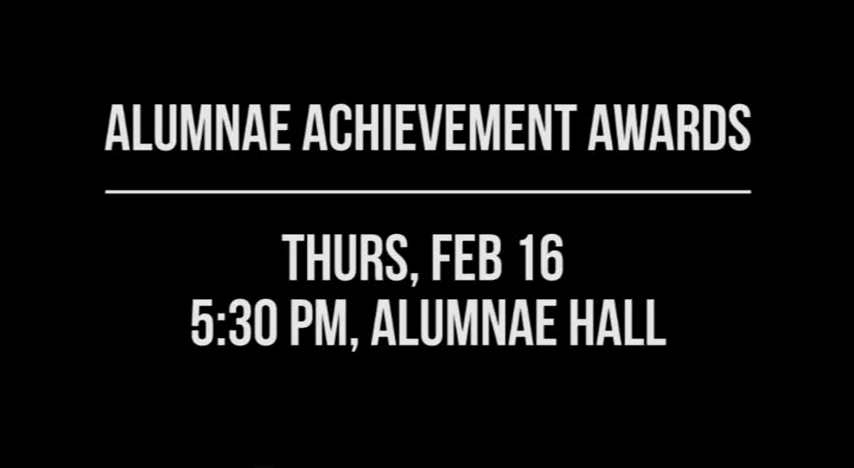 ALUMNAE ACHIEVEMENT AWARDS
THURS, FEB 16
5:30 PM, ALUMNAE HALL